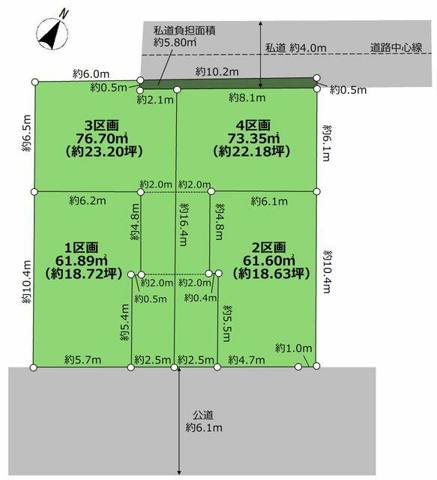 N
私道負担面積
約5.80㎡
私道 約4.0m
道路中心線
約6.0m
約10.2m
約0.5m
約0.5m
約2.1m
約8.1m
約6.5m
3区画
76.70㎡
(約23.20坪)
4区画
73.35㎡
(約22.18坪)
約6.1m
約6.2m
約2.0m
約2.0m
約6.1m
約4.8m
約16.4m
約4.8m
1区画
61.89㎡
(約18.72坪)
2区画
61.60㎡
(約18.63坪)
約10.4m
約10.4m
約2.0m
約2.0m
約0.5m
約0.4m
約5.4m
約5.5m
約1.0m
約5.7m
約2.5m
約2.5m
約4.7m
公道
約6.1m